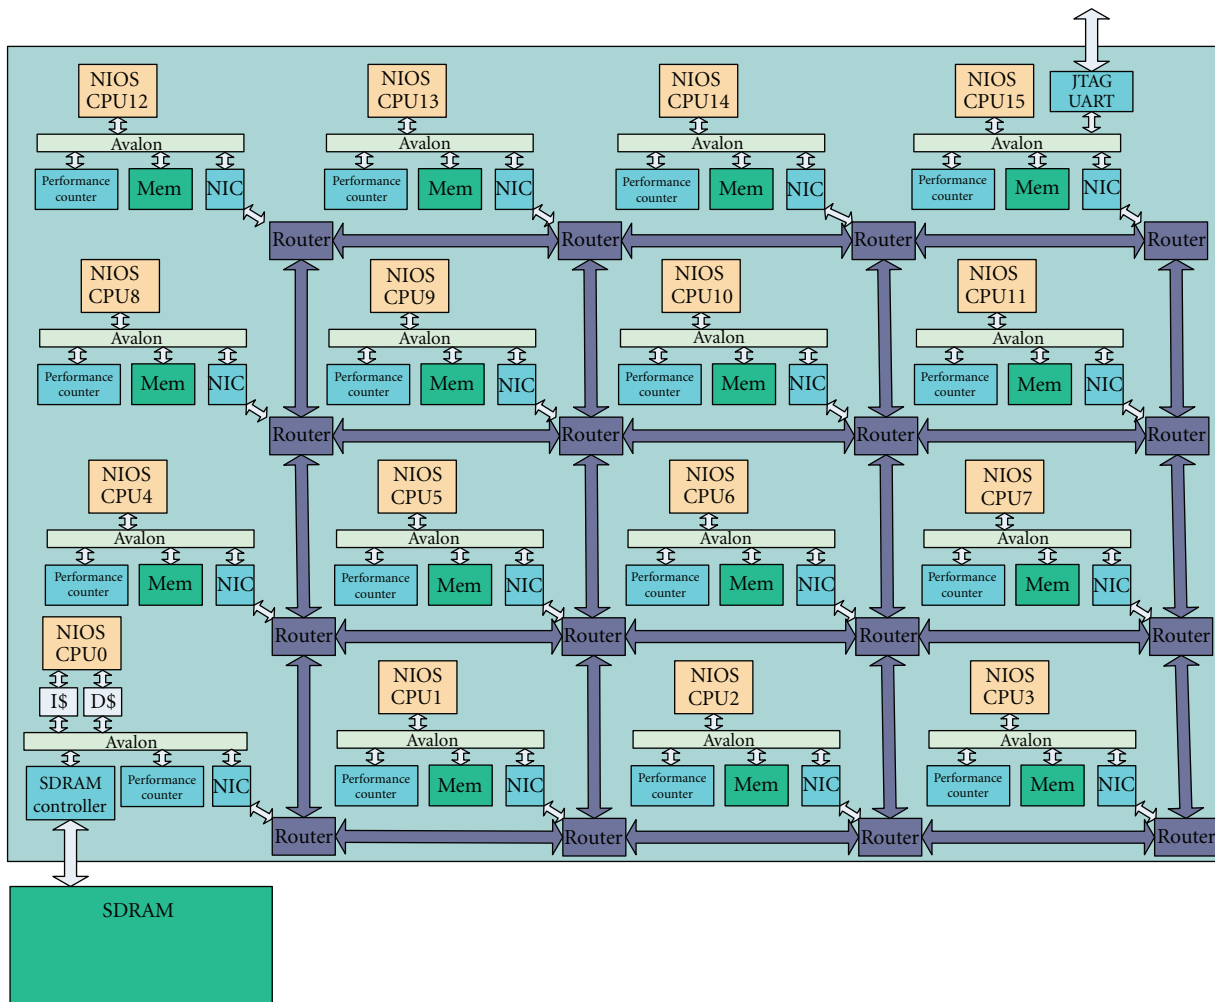 NIOS
CPU12
Avalon
Performance
counter
Mem
NIC
NIOS
CPU13
Avalon
Performance
counter
Mem
NIC
NIOS
CPU14
Avalon
Performance
counter
Mem
NIC
NIOS
CPU15
JTAG
UART
Avalon
Performance
counter
Mem
NIC
Router
Router
Router
Router
NIOS
CPU8
Avalon
Performance
counter
Mem
NIC
NIOS
CPU9
Avalon
Performance
counter
Mem
NIC
NIOS
CPU10
Avalon
Performance
counter
Mem
NIC
NIOS
CPU11
Avalon
Performance
counter
Mem
NIC
Router
Router
Router
Router
NIOS
CPU4
Avalon
Performance
counter
Mem
NIC
NIOS
CPU5
Avalon
Performance
counter
Mem
NIC
NIOS
CPU6
Avalon
Performance
counter
Mem
NIC
NIOS
CPU7
Avalon
Performance
counter
Mem
NIC
Router
Router
Router
Router
NIOS
CPU0
I$
D$
Avalon
SDRAM
controller
Performance
counter
NIC
NIOS
CPU1
Avalon
Performance
counter
Mem
NIC
NIOS
CPU2
Avalon
Performance
counter
Mem
NIC
NIOS
CPU3
Avalon
Performance
counter
Mem
NIC
Router
Router
Router
Router
SDRAM